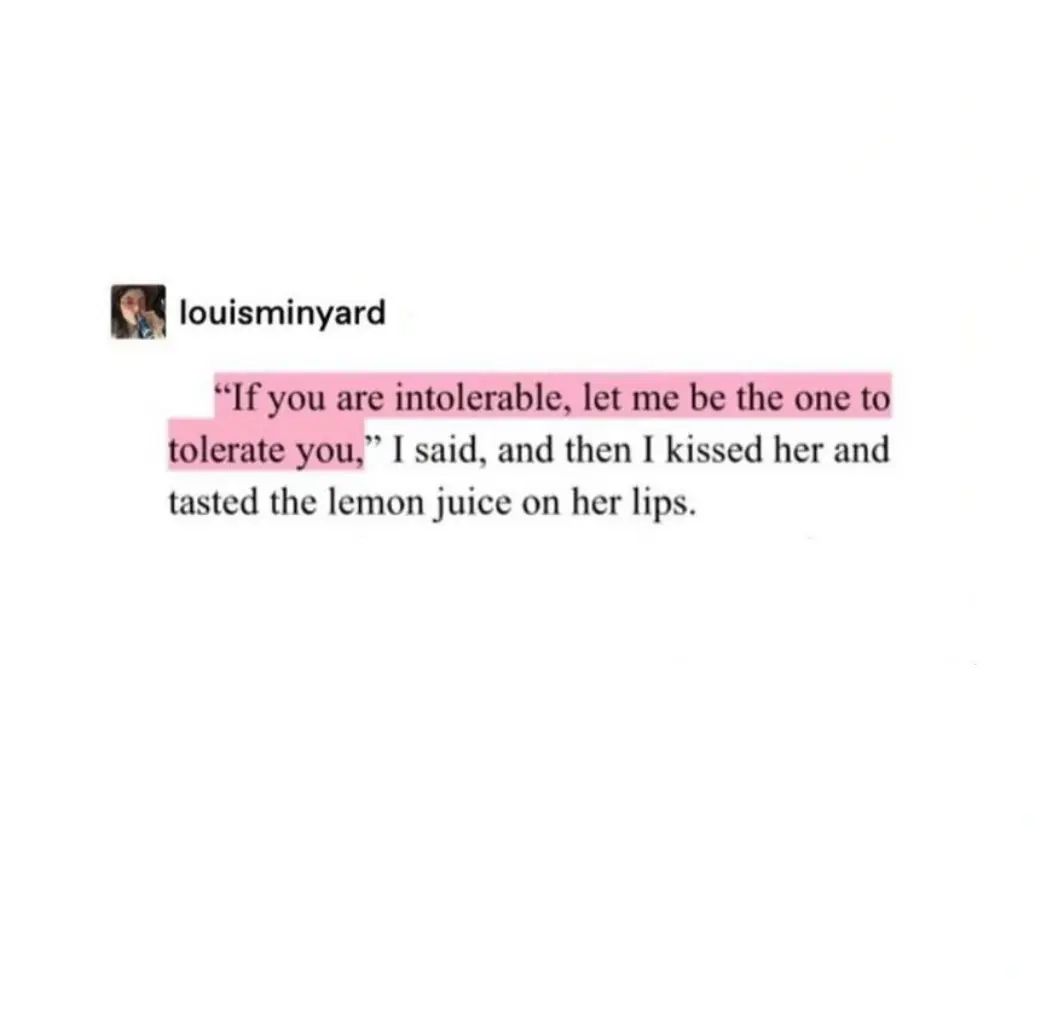 louisminyard
“If you are intolerable, let me be the one to
tolerate you,” I said, and then I kissed her and
tasted the lemon juice on her lips.